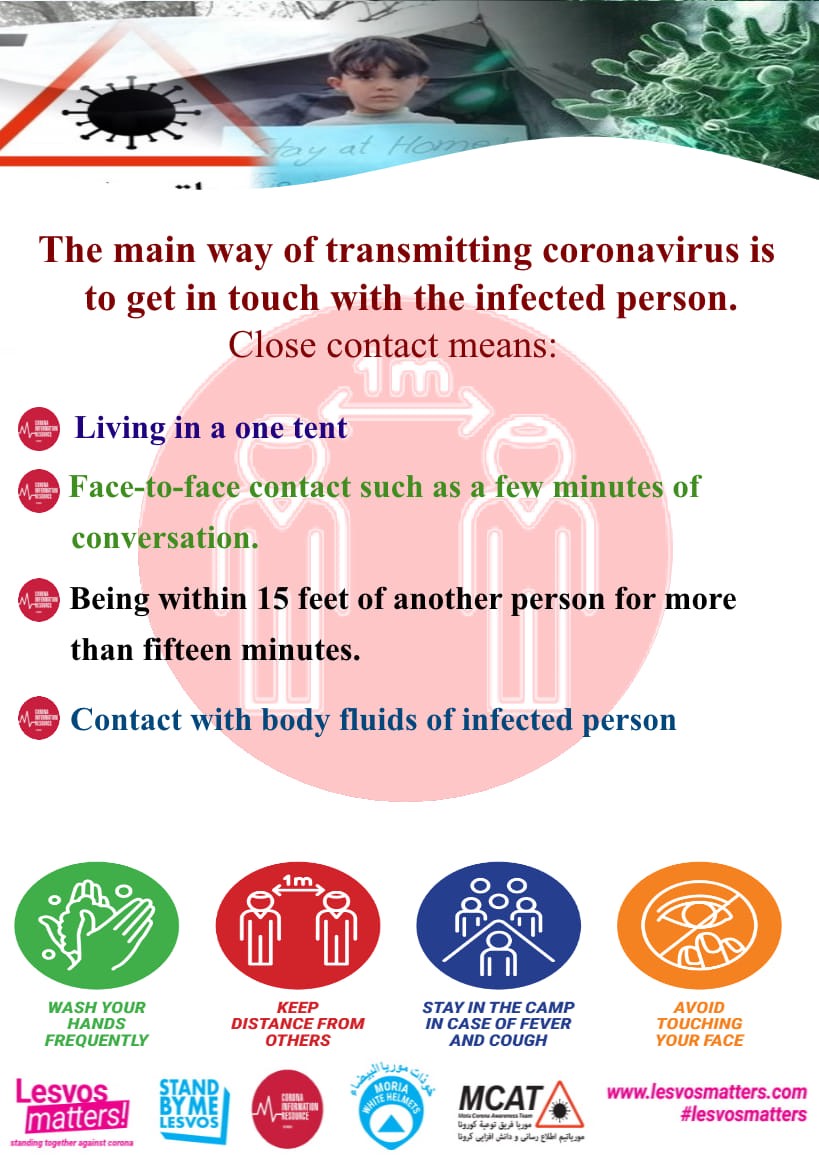 Stay at Home
The main way of transmitting coronavirus is
to get in touch with the infected person.
Close contact means:
1m
Living in a one tent
Face-to-face contact such as a few minutes of
conversation.
Being within 15 feet of another person for more
than fifteen minutes.
Contact with body fluids of infected person
1m
WASH YOUR
HANDS
FREQUENTLY
KEEP
DISTANCE FROM
OTHERS
STAY IN THE CAMP
IN CASE OF FEVER
AND COUGH
AVOID
TOUCHING
YOUR FACE
Lesvos
matters!
standing together against corona
STAND
BY ME
LESVOS
CORONA
INFORMATION
RESOURCE
خوذات موريا البيضاء
MORIA
WHITE HELMETS
MCAT
Moria Corona Awareness Team
موريا فريق توعية كورونا
موریاتیم اطلاع رسانی و دانش افزایی کرونا
www.lesvosmatters.com
#lesvosmatters